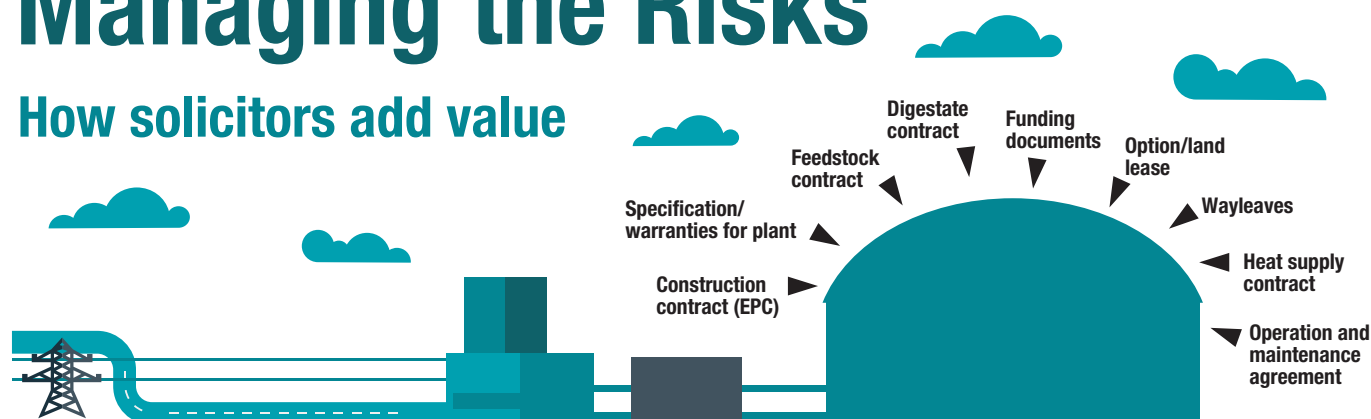 Managing the Risks
How solicitors add value
Digestate
contract
Funding
documents
Option/land
lease
Feedstock
contract
Wayleaves
Specification/
warranties for plant
Heat supply
contract
Construction
contract (EPC)
Operation and
maintenance
agreement